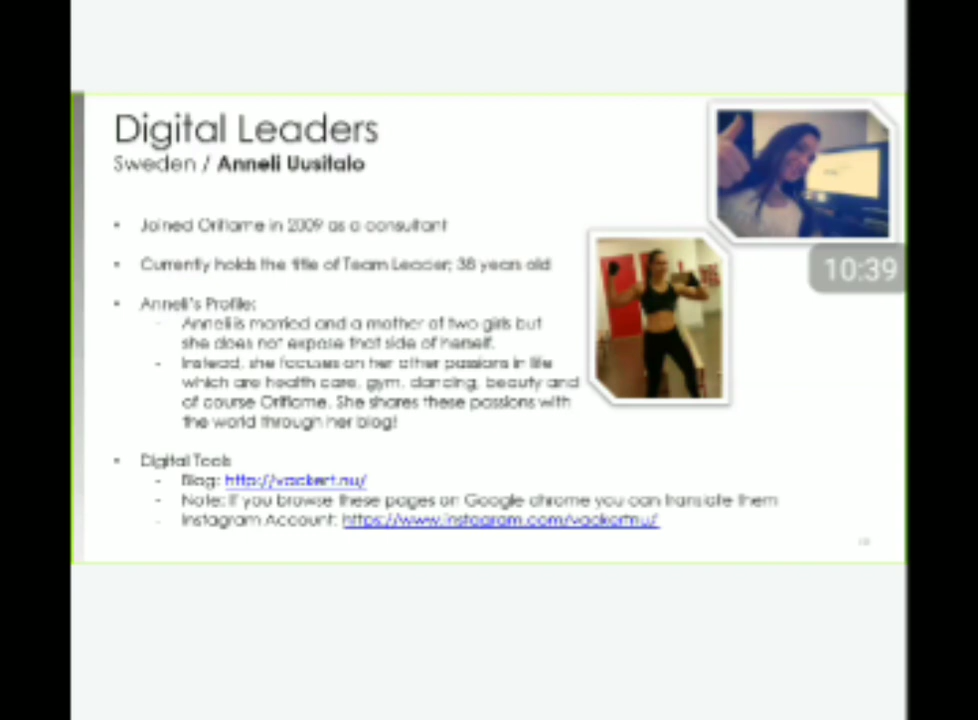 Digital Leaders
Sweden / Anneli Uusitalo
• Joined Oriflame in 2009 as a consultant
• Currently holds the title of Team Leader; 38 years old
• Anneli's Profile:
- Anneli is married and a mother of two girls but
she does not expose that side of herself.
- Instead, she focuses on her other passions in life
which are health care, gym, dancing, beauty and
of course Oriflame. She shares these passions with
the world through her blog!
• Digital Tools
- Blog: http://vackert.nu/
- Note: If you browse these pages on Google chrome you can translate them
- Instagram Account: https://www.instagram.com/vackertnu/
10:39